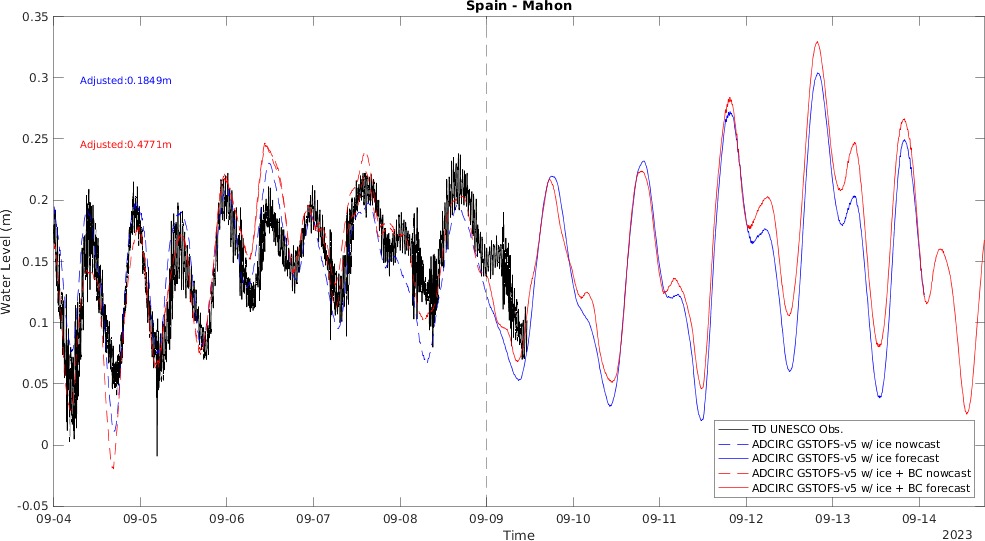 Spain - Mahon
0.35
0.3
0.25
0.2
0.15
0.1
0.05
0
-0.05
Water Level (m)
Adjusted:0.1849m
Adjusted:0.4771m
TD UNESCO Obs.
ADCIRC GSTOFS-v5 w/ ice nowcast
ADCIRC GSTOFS-v5 w/ ice forecast
ADCIRC GSTOFS-v5 w/ ice + BC nowcast
ADCIRC GSTOFS-v5 w/ ice + BC forecast
09-04 09-05 09-06 09-07 09-08 09-09 09-10 09-11 09-12 09-13 09-14
Time
2023